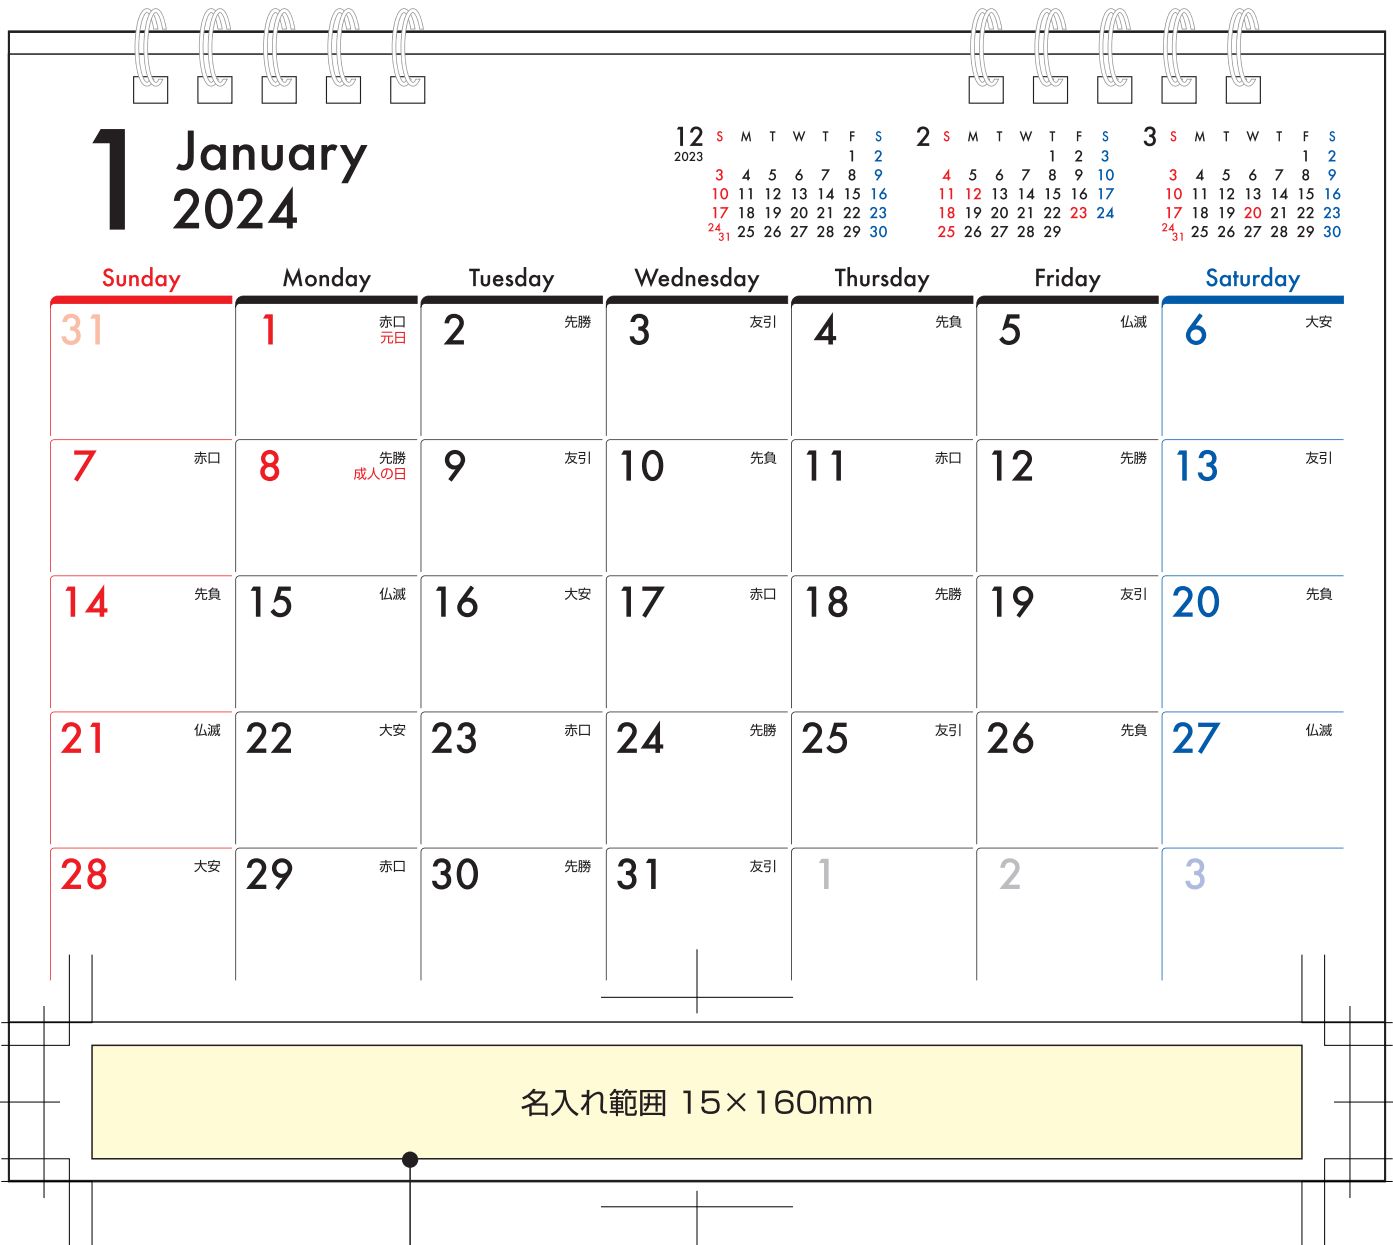 1 January
2024
12 S M T W T F S
2023 1 2
3 4 5 6 7 8 9
10 11 12 13 14 15 16
17 18 19 20 21 22 23
24 31 25 26 27 28 29 30
2 S M T W T F S
1 2 3
4 5 6 7 8 9 10
11 12 13 14 15 16 17
18 19 20 21 22 23 24
25 26 27 28 29
3 S M T W T F S
1 2
3 4 5 6 7 8 9
10 11 12 13 14 15 16
17 18 19 20 21 22 23
24 31 25 26 27 28 29 30
Sunday Monday Tuesday Wednesday Thursday Friday Saturday
31 1 赤口 2 先勝 3 友引 4 先負 5 仏滅 6 大安
元日
7 赤口 8 先勝 9 友引 10 先負 11 赤口 12 先勝 13 友引
成人の日
14 先負 15 仏滅 16 大安 17 赤口 18 先勝 19 友引 20 先負
21 仏滅 22 大安 23 赤口 24 先勝 25 友引 26 先負 27 仏滅
28 大安 29 赤口 30 先勝 31 友引 1 2 3
名入れ範囲 15×160mm